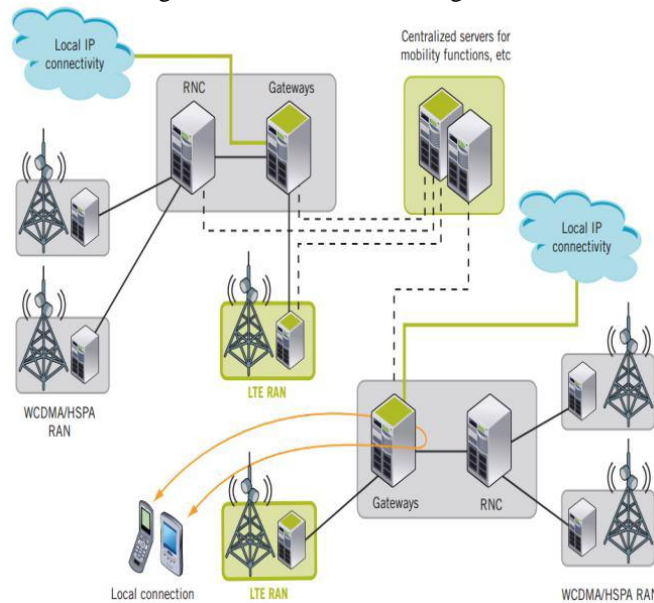 Local IP
connectivity
RNC
Gateways
Centralized servers for
mobility functions, etc
Local IP
connectivity
LTE RAN
WCDMA/HSPA
RAN
Gateways
RNC
Local connection
LTE RAN
WCDMA/HSPA RAN